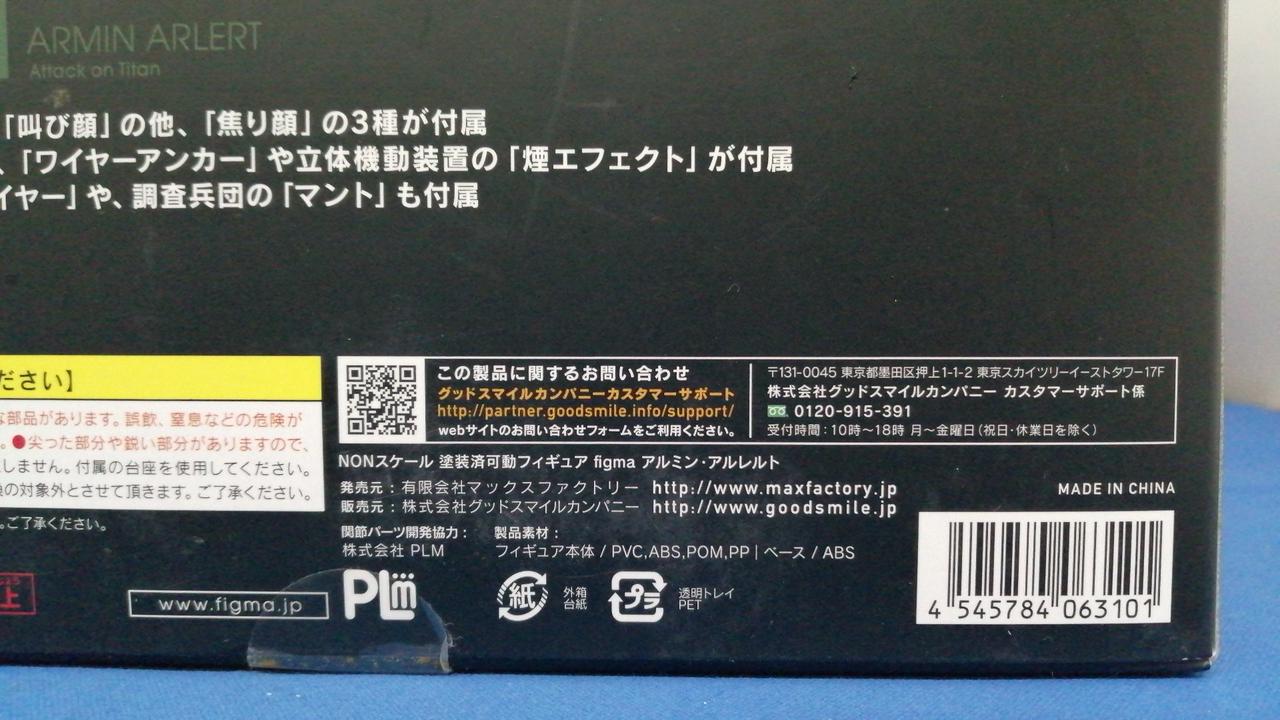 ARMIN ARLERT
Attack on Titan
「叫び顔」の他、「焦り顔」の3種が付属
、「ワイヤーアンカー」や立体機動装置の「煙エフェクト」が付属
イヤー」や、調査兵団の「マント」も付属
ださい】
な部品があります。誤飲、窒息などの危険が
。●尖った部分や鋭い部分がありますので、
しません。付属の台座を使用してください。
の対象外とさせて頂きます。ご了承ください。
。ご了承ください。
上
www.figma.jp
この製品に関するお問い合わせ
グッドスマイルカンパニーカスタマーサポート
http://partner.goodsmile.info/support/
webサイトのお問い合わせフォームをご利用ください。
〒131-0045 東京都墨田区押上1-1-2 東京スカイツリーイーストタワー17F
株式会社グッドスマイルカンパニー カスタマーサポート係
0120-915-391
受付時間:10時〜18時 月〜金曜日(祝日・休業日を除く)
NONスケール 塗装済可動フィギュア figma アルミン・アルレルト
発売元:有限会社マックスファクトリー http://www.maxfactory.jp
販売元:株式会社グッドスマイルカンパニー http://www.goodsmile.jp
関節パーツ開発協力:
株式会社 PLM
製品素材:
フィギュア本体 / PVC,ABS,POM,PP | ベース / ABS
PLM
紙
外箱
台紙
プラ
透明トレイ
PET
MADE IN CHINA
4 545784 063101